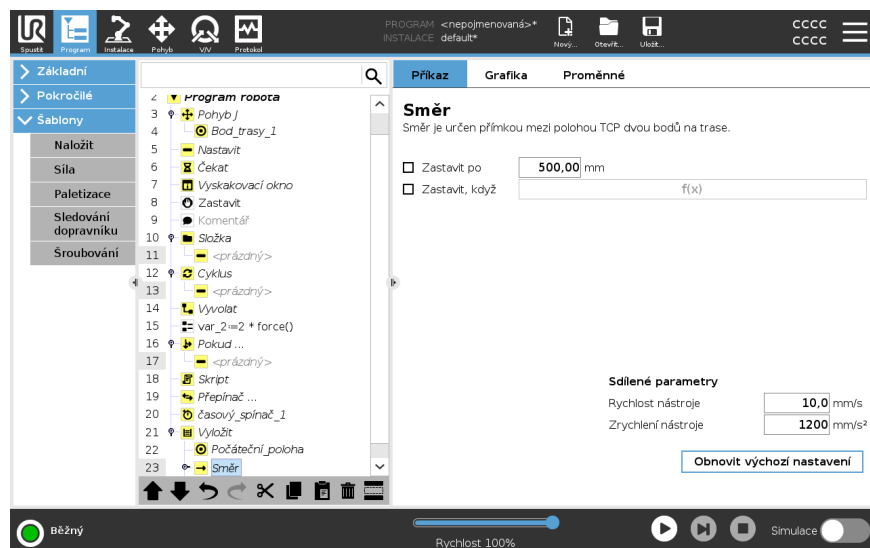 PROGRAM <nepojmenovaná>*
INSTALACE default*
Spustit
Program
Instalace
Pohyb
V/V
Protokol
Nový...
Otevřít...
Uložit...
CCCC
CCCC
Základní
Pokročilé
Šablony
Naložit
Síla
Paletizace
Sledování
dopravníku
Šroubování
2 Program robota
3 Pohyb J
4 Bod_trasy_1
5 Nastavit
6 Čekat
7 Vyskakovací okno
8 Zastavit
9 Komentář
10 Složka
11 <prázdný>
12 Cyklus
13 <prázdný>
14 Vyvolat
15 var_2:=2 * force()
16 Pokud ...
17 <prázdný>
18 Skript
19 Přepínač ...
20 časový_spínač_1
21 Vyložit
22 Počáteční_poloha
23 Směr
Příkaz
Grafika
Proměnné
Směr
Směr je určen přímkou mezi polohou TCP dvou bodů na trase.
Zastavit po 500,00 mm
Zastavit, když f(x)
Sdílené parametry
Rychlost nástroje 10,0 mm/s
Zrychlení nástroje 1200 mm/s²
Obnovit výchozí nastavení
Běžný
Rychlost 100%
Simulace